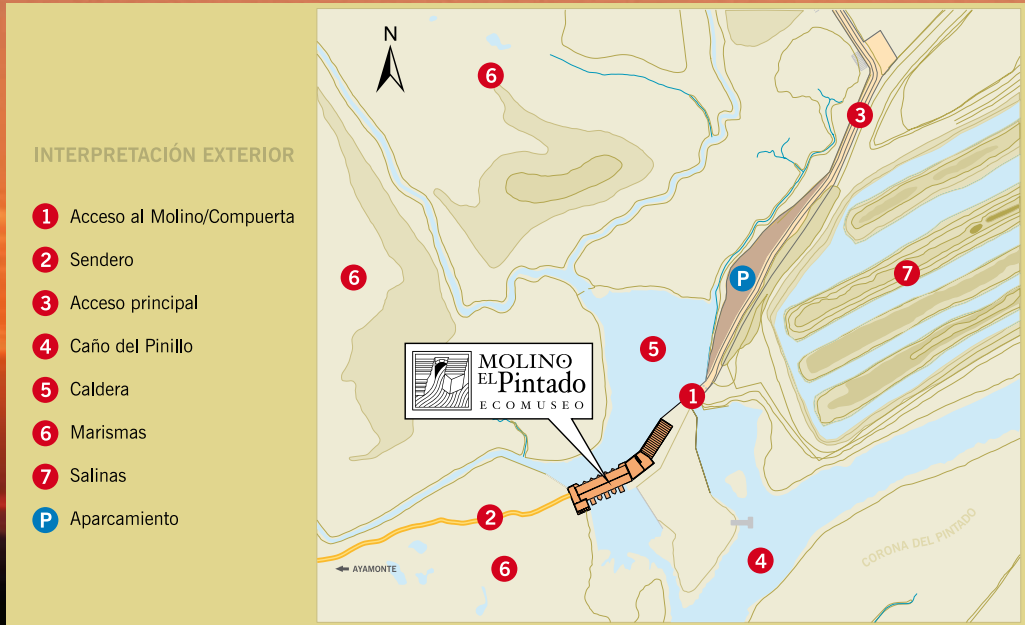 INTERPRETACIÓN EXTERIOR
1 Acceso al Molino/Compuerta
2 Sendero
3 Acceso principal
4 Caño del Pinillo
5 Caldera
6 Marismas
7 Salinas
P Aparcamiento
N
6
3
6
P
7
5
MOLINO
EL Pintado
ECOMUSEO
1
2
6
4
AYAMONTE
CORONA DEL PINTADO